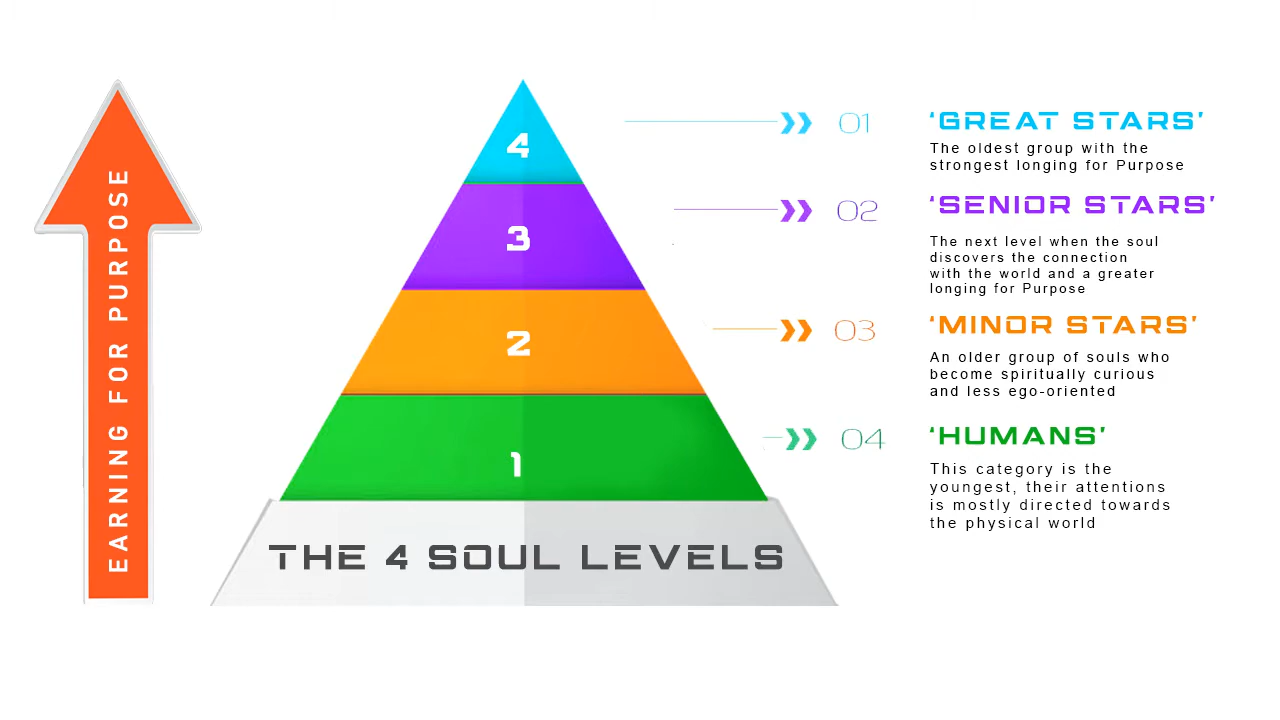 EARNING FOR PURPOSE
4
3
2
1
THE 4 SOUL LEVELS
01
‘GREAT STARS’
The oldest group with the
strongest longing for Purpose
02
‘SENIOR STARS’
The next level when the soul
discovers the connection
with the world and a greater
longing for Purpose
03
‘MINOR STARS’
An older group of souls who
become spiritually curious
and less ego-oriented
04
‘HUMANS’
This category is the
youngest, their attentions
is mostly directed towards
the physical world